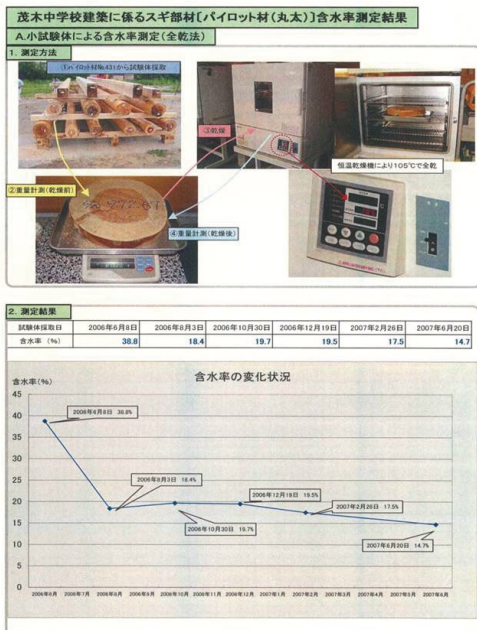 茂木中学校建築に係るスギ部材〔パイロット材(丸太)〕含水率測定結果
A.小試験体による含水率測定(全乾法)
1. 測定方法
①パイロット材№431から試験体採取
③乾燥
恒温乾燥機により105℃で全乾
②重量計測(乾燥前)
④重量計測(乾燥後)
2. 測定結果
試験体採取日 2006年6月8日 2006年8月3日 2006年10月30日 2006年12月19日 2007年2月26日 2007年6月20日
含水率 (%) 38.8 18.4 19.7 19.5 17.5 14.7
含水率の変化状況
含水率(%)
45
40
35
30
25
20
15
10
5
0
2006年6月8日 38.8%
2006年8月3日 18.4%
2006年10月30日 19.7%
2006年12月19日 19.5%
2007年2月26日 17.5%
2007年6月20日 14.7%
2006年6月 2006年7月 2006年8月 2006年9月 2006年10月 2006年11月 2006年12月 2007年1月 2007年2月 2007年3月 2007年4月 2007年5月 2007年6月